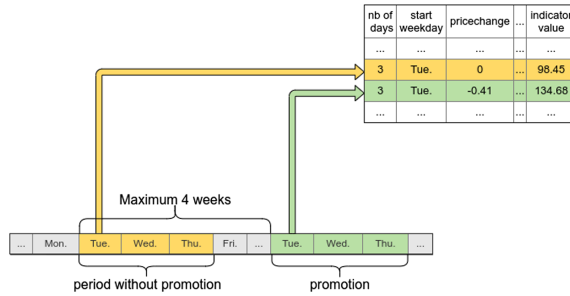 nb of days start weekday pricechange ... indicator value
... ... ... ... ...
3 Tue. 0 ... 98.45
3 Tue. -0.41 ... 134.68
... ... ... ... ...
Maximum 4 weeks
... Mon. Tue. Wed. Thu. Fri. ... Tue. Wed. Thu. ...
period without promotion promotion